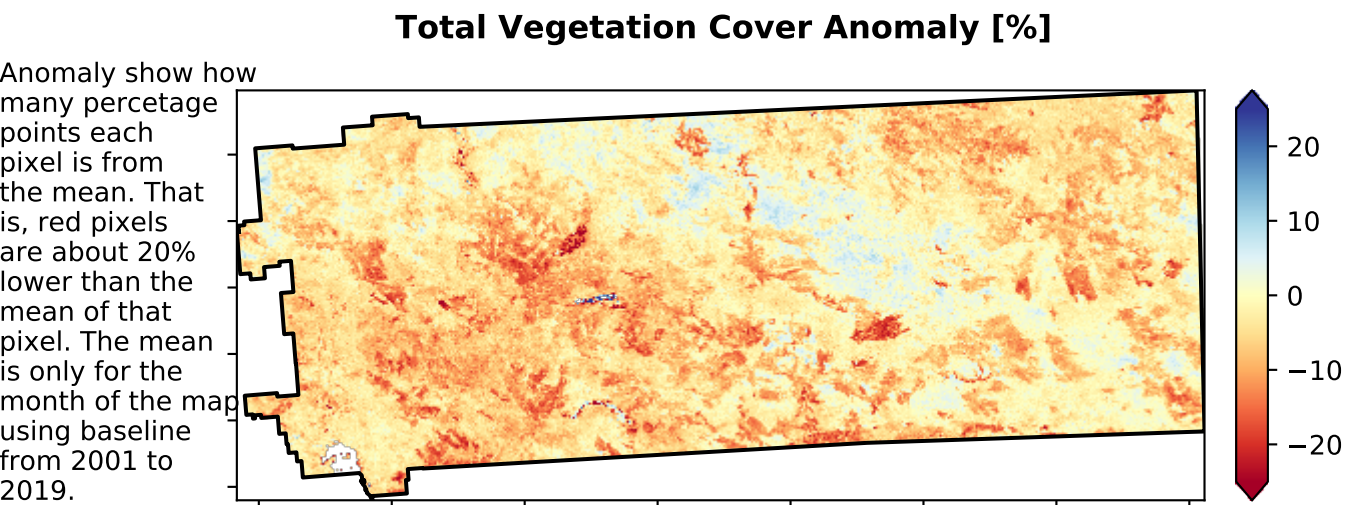 Total Vegetation Cover Anomaly [%]
Anomaly show how
many percetage
points each
pixel is from
the mean. That
is, red pixels
are about 20%
lower than the
mean of that
pixel. The mean
is only for the
month of the map
using baseline
from 2001 to
2019.
20
10
0
−10
−20